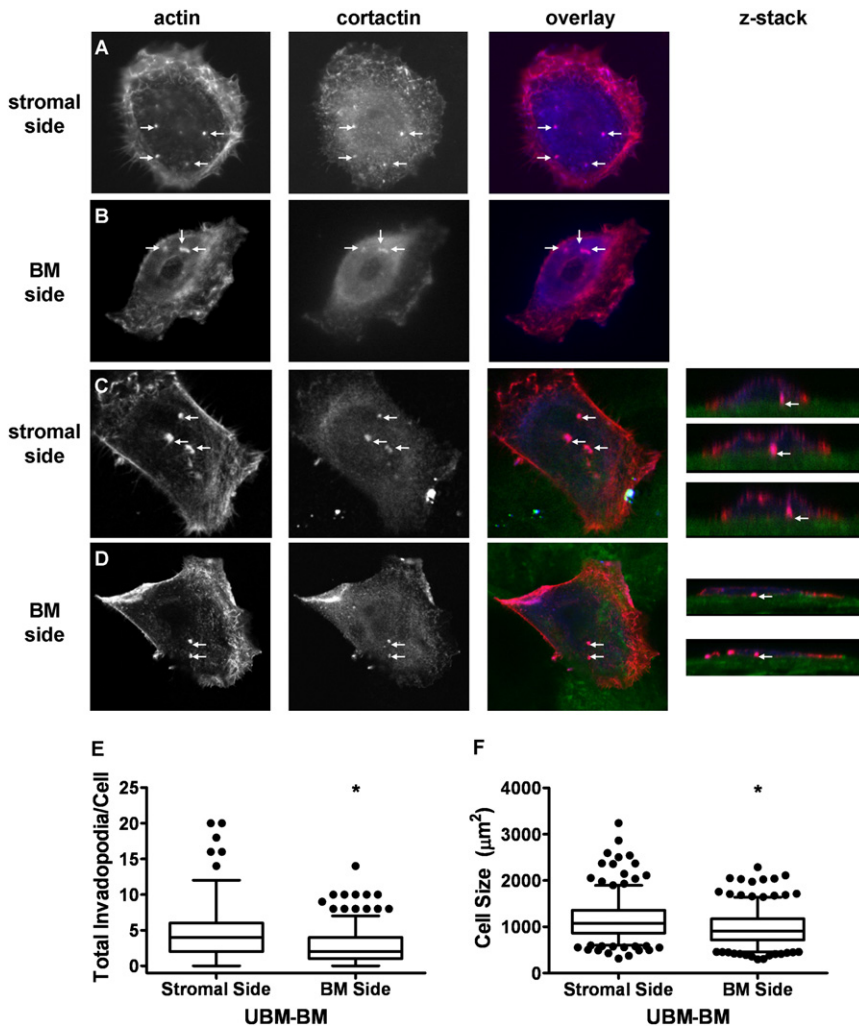 actin cortactin overlay z-stack
A
stromal side
B
BM side
C
stromal side
D
BM side
E
Total Invadopodia/Cell
25
20
15
10
5
0
*
Stromal Side BM Side
UBM-BM
F
Cell Size (μm²)
4000
3000
2000
1000
0
*
Stromal Side BM Side
UBM-BM